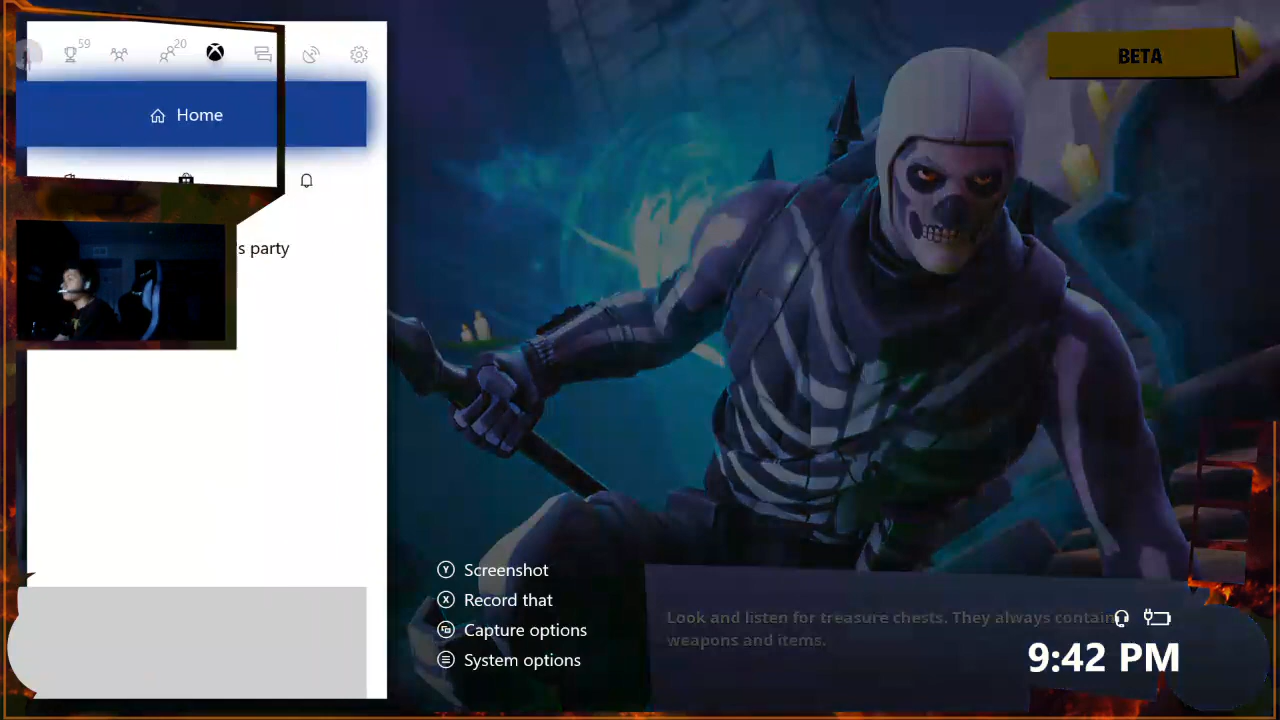 59
20
BETA
Home
s party
Screenshot
Record that
Capture options
System options
Look and listen for treasure chests. They always contain
weapons and items.
9:42 PM